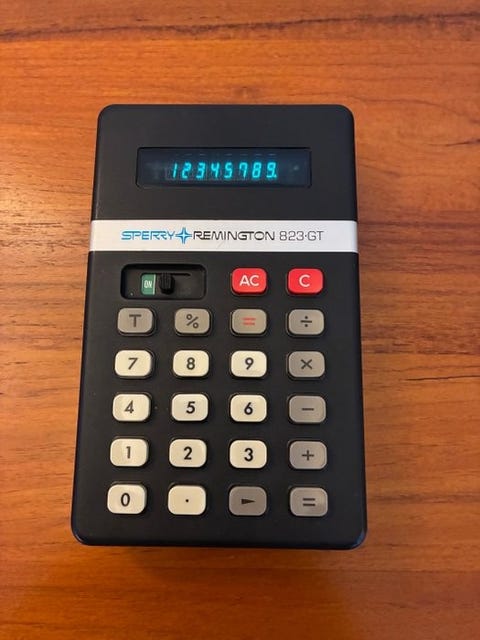 12345789.
SPERRY REMINGTON 823·GT
ON AC C
T % = ÷
7 8 9 ×
4 5 6 −
1 2 3 +
0 · ► =